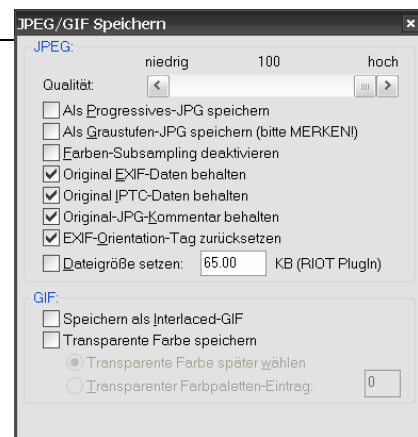 JPEG/GIF Speichern
JPEG:
niedrig 100 hoch
Qualität:
Als Progressives-JPG speichern
Als Graustufen-JPG speichern (bitte MERKEN!)
Farben-Subsampling deaktivieren
Original EXIF-Daten behalten
Original IPTC-Daten behalten
Original-JPG-Kommentar behalten
EXIF-Orientation-Tag zurücksetzen
Dateigröße setzen: 65.00 KB (RIOT PlugIn)
GIF:
Speichern als Interlaced-GIF
Transparente Farbe speichern
Transparente Farbe später wählen
Transparenter Farbpaletten-Eintrag: 0